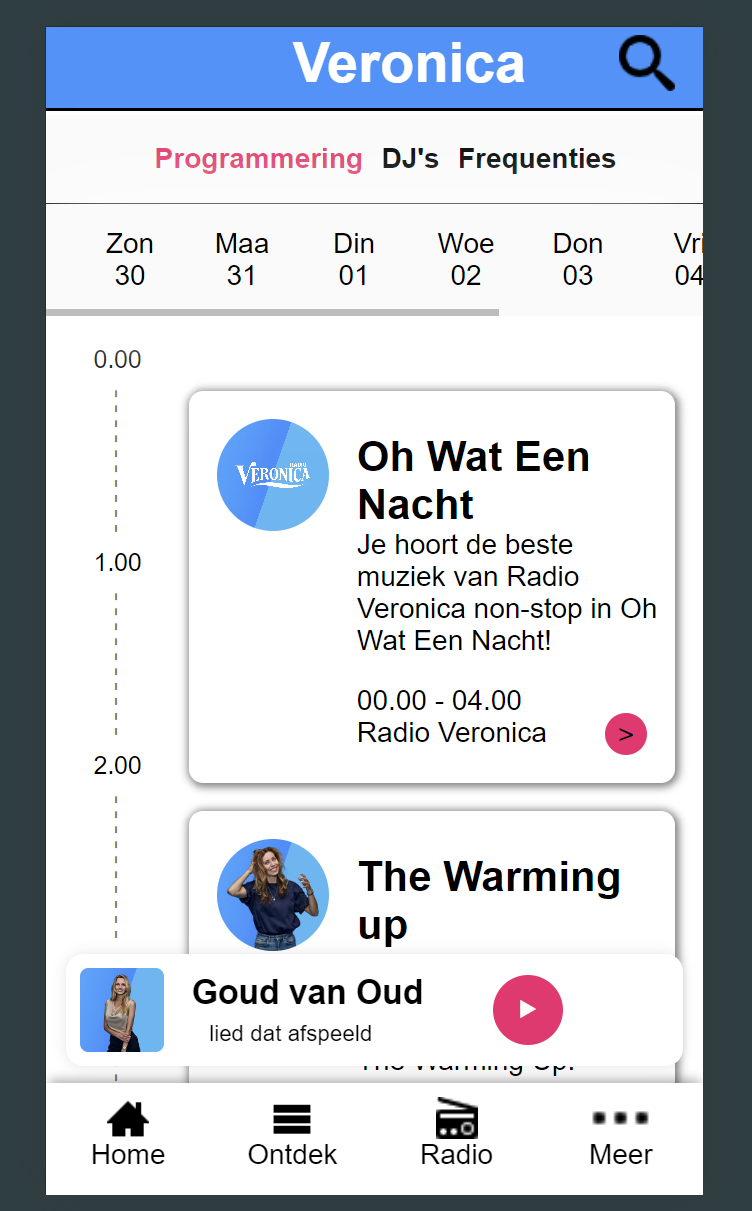 Veronica
Programmering DJ's Frequenties
Zon Maa Din Woe Don Vri
30 31 01 02 03 04
0.00
RADIO
VERONICA
Oh Wat Een
Nacht
Je hoort de beste
muziek van Radio
Veronica non-stop in Oh
Wat Een Nacht!
1.00
00.00 - 04.00
Radio Veronica >
2.00
The Warming
up
Goud van Oud
lied dat afspeeld
The Warming Up!
Home Ontdek Radio Meer